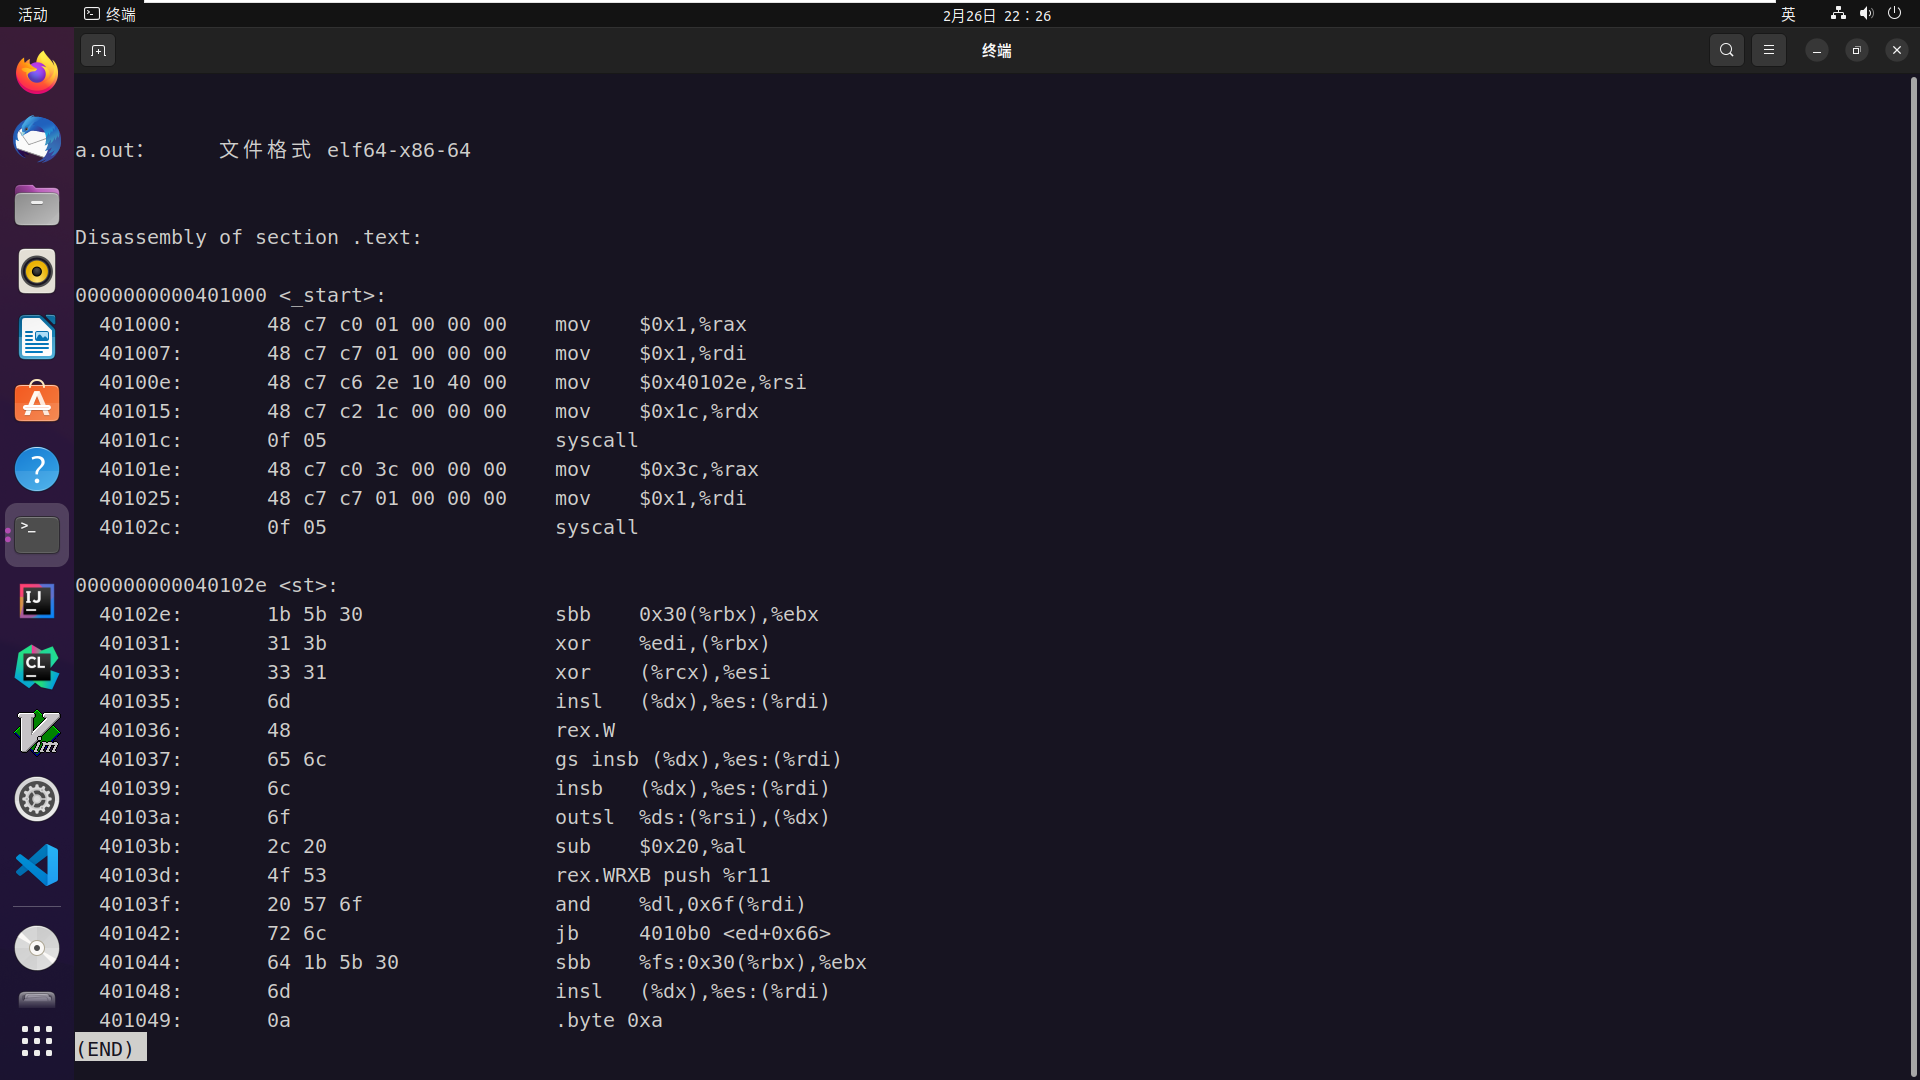 活动
终端
2月26日 22：26
英
终端
a.out： 文件格式 elf64-x86-64
Disassembly of section .text:
0000000000401000 <_start>:
401000: 48 c7 c0 01 00 00 00 mov $0x1,%rax
401007: 48 c7 c7 01 00 00 00 mov $0x1,%rdi
40100e: 48 c7 c6 2e 10 40 00 mov $0x40102e,%rsi
401015: 48 c7 c2 1c 00 00 00 mov $0x1c,%rdx
40101c: 0f 05 syscall
40101e: 48 c7 c0 3c 00 00 00 mov $0x3c,%rax
401025: 48 c7 c7 01 00 00 00 mov $0x1,%rdi
40102c: 0f 05 syscall
000000000040102e <st>:
40102e: 1b 5b 30 sbb 0x30(%rbx),%ebx
401031: 31 3b xor %edi,(%rbx)
401033: 33 31 xor (%rcx),%esi
401035: 6d insl (%dx),%es:(%rdi)
401036: 48 rex.W
401037: 65 6c gs insb (%dx),%es:(%rdi)
401039: 6c insb (%dx),%es:(%rdi)
40103a: 6f outsl %ds:(%rsi),(%dx)
40103b: 2c 20 sub $0x20,%al
40103d: 4f 53 rex.WRXB push %r11
40103f: 20 57 6f and %dl,0x6f(%rdi)
401042: 72 6c jb 4010b0 <ed+0x66>
401044: 64 1b 5b 30 sbb %fs:0x30(%rbx),%ebx
401048: 6d insl (%dx),%es:(%rdi)
401049: 0a .byte 0xa
(END)
IJ
CL
Vim